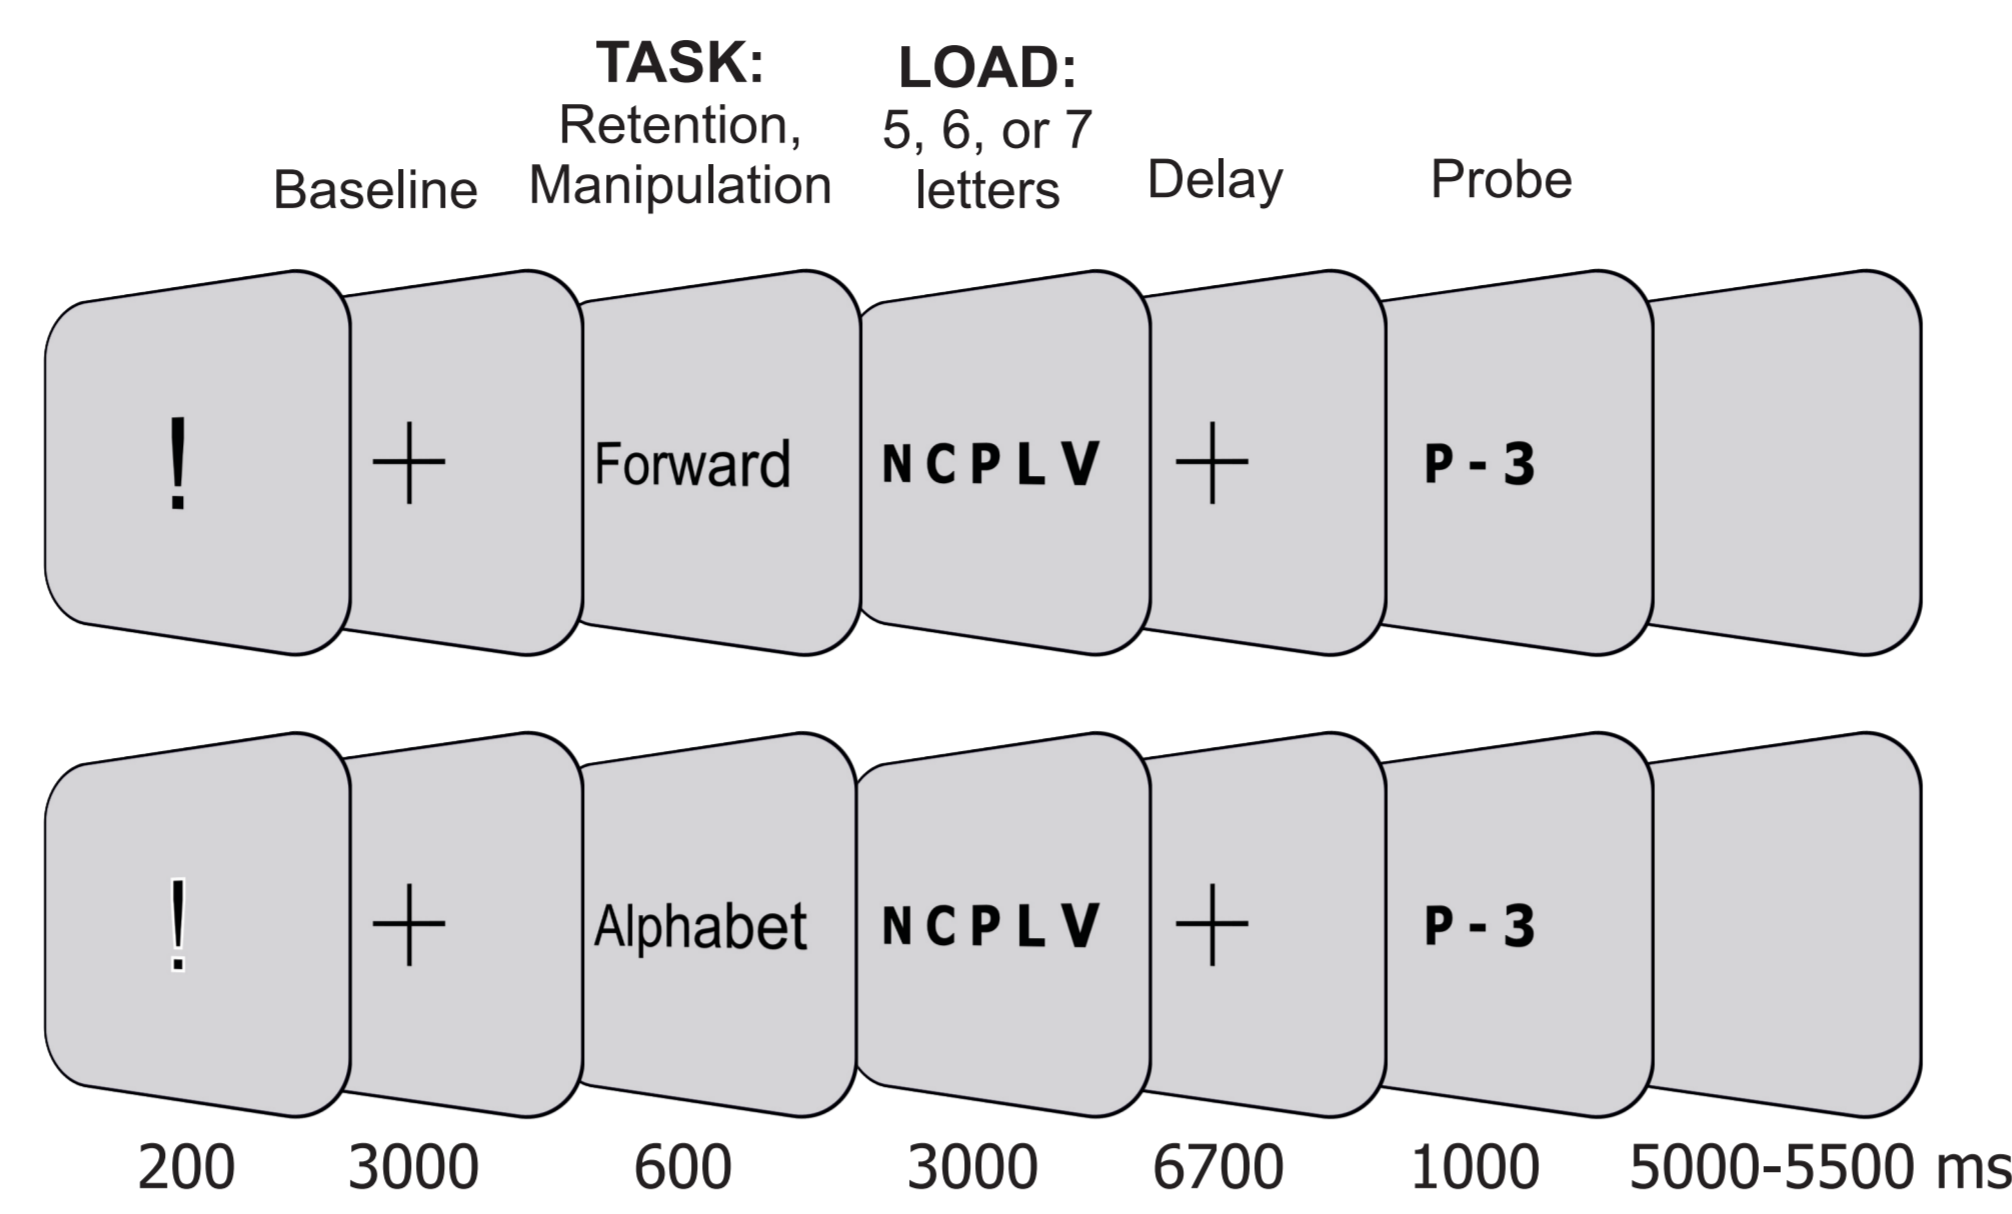 TASK:
Retention,
Manipulation
LOAD:
5, 6, or 7
letters
Baseline
Delay
Probe
!
+
Forward
N C P L V
+
P - 3
!
+
Alphabet
N C P L V
+
P - 3
200 3000 600 3000 6700 1000 5000-5500 ms